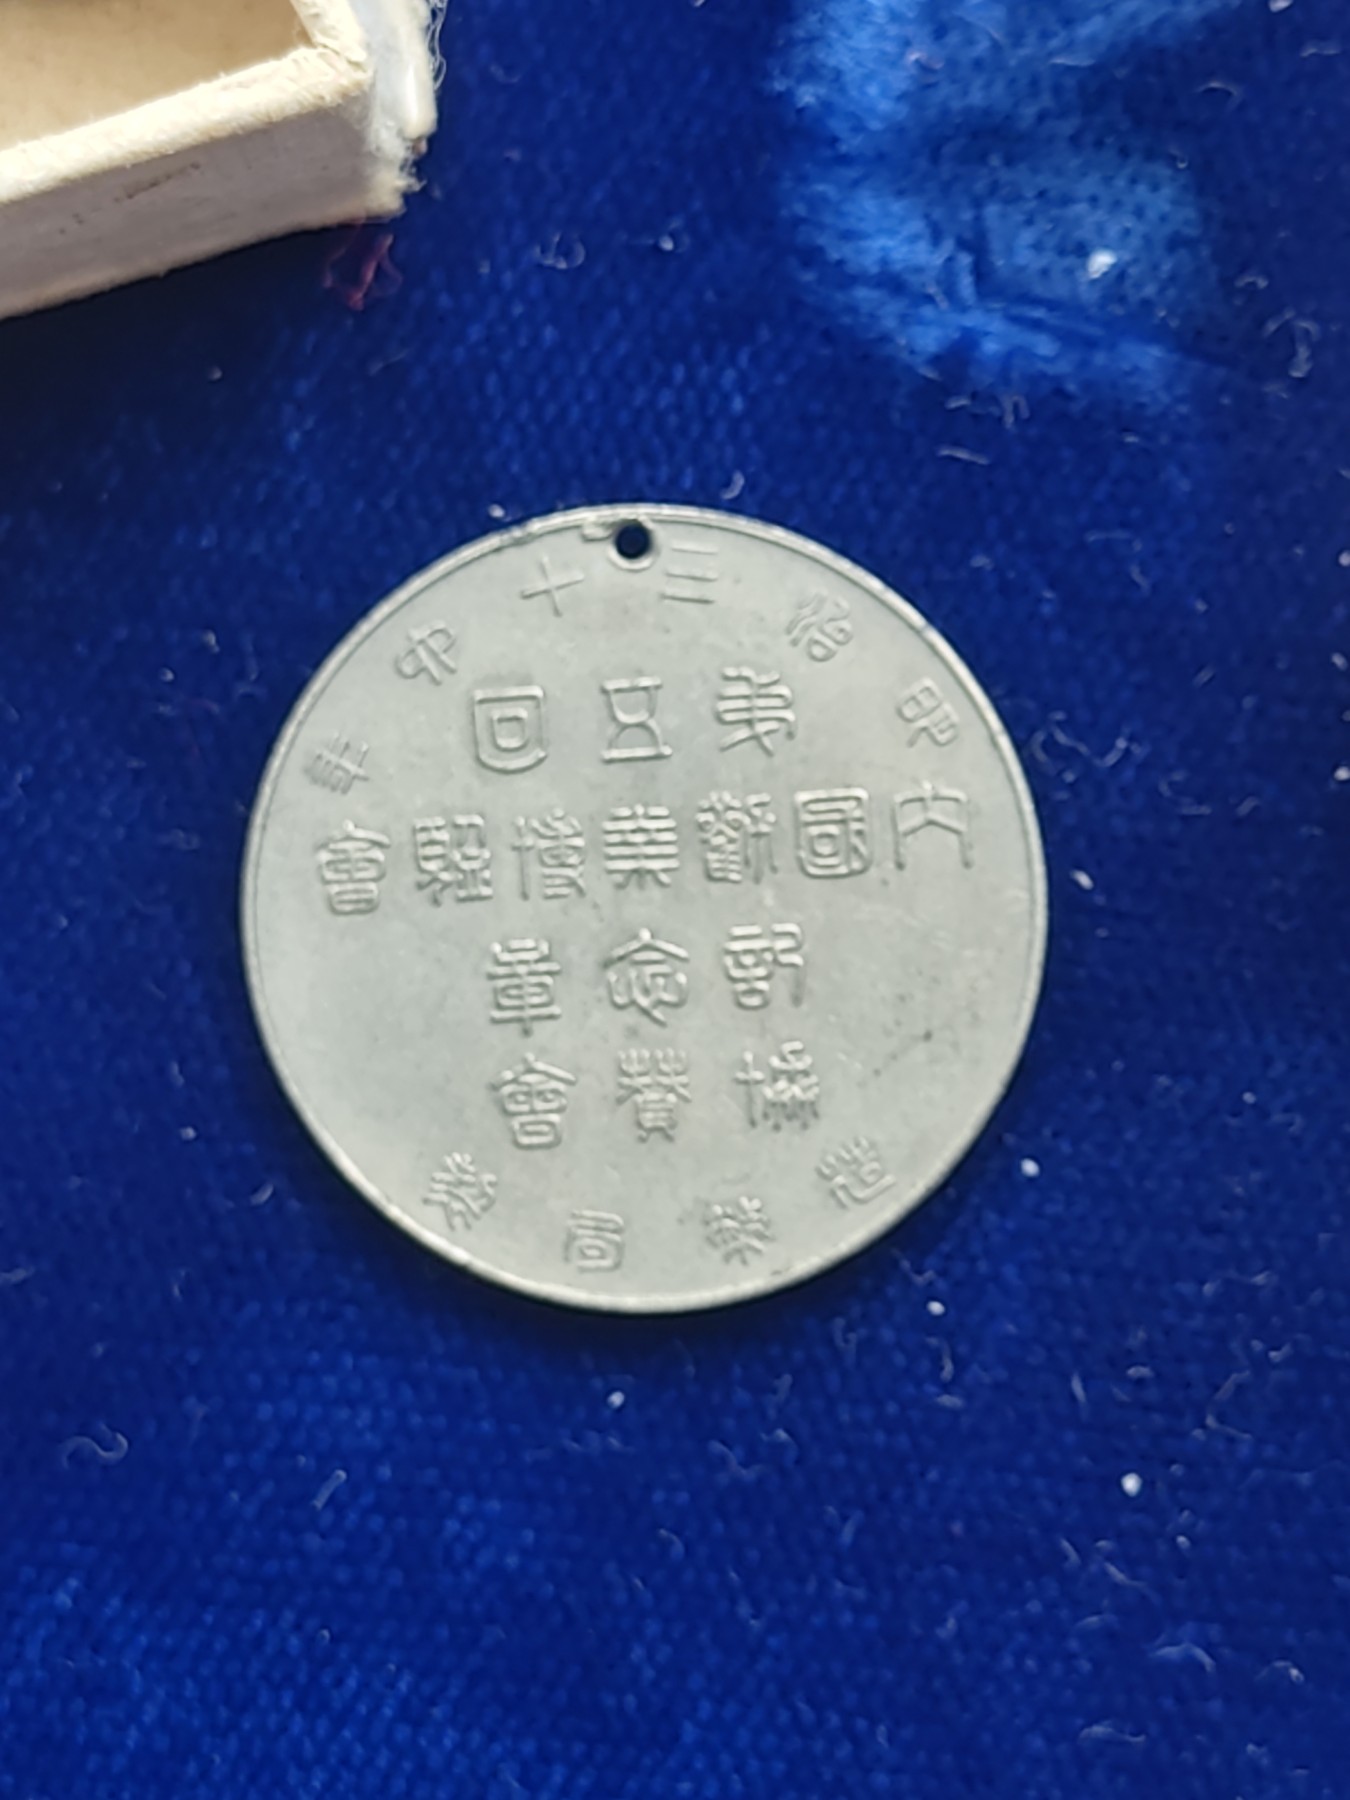 明治三十六年
第五回
内國勸業博覽會
記念章
協贊會
造幣局製